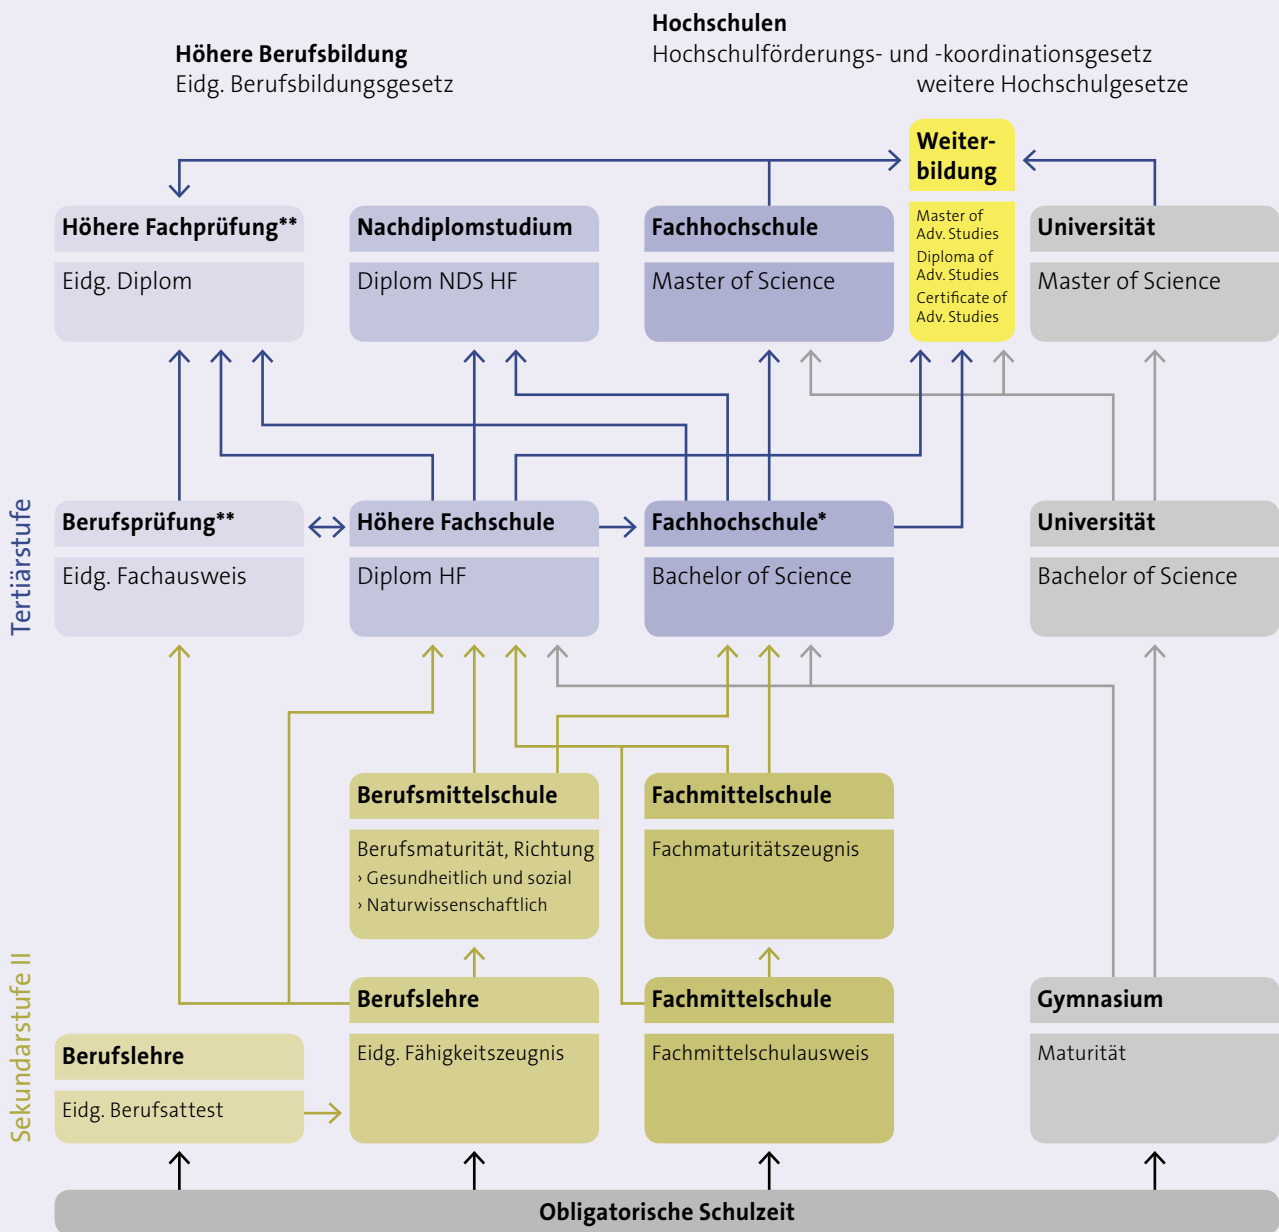 Höhere Berufsbildung
Eidg. Berufsbildungsgesetz
Hochschulen
Hochschulförderungs- und -koordinationsgesetz
weitere Hochschulgesetze
Weiter-
bildung
Master of
Adv. Studies
Diploma of
Adv. Studies
Certificate of
Adv. Studies
Höhere Fachprüfung**
Eidg. Diplom
Nachdiplomstudium
Diplom NDS HF
Fachhochschule
Master of Science
Universität
Master of Science
Tertiärstufe
Berufsprüfung**
Eidg. Fachausweis
Höhere Fachschule
Diplom HF
Fachhochschule*
Bachelor of Science
Universität
Bachelor of Science
Berufsmittelschule
Berufsmaturität, Richtung
› Gesundheitlich und sozial
› Naturwissenschaftlich
Fachmittelschule
Fachmaturitätszeugnis
Sekundarstufe II
Berufslehre
Eidg. Berufsattest
Berufslehre
Eidg. Fähigkeitszeugnis
Fachmittelschule
Fachmittelschulausweis
Gymnasium
Maturität
Obligatorische Schulzeit